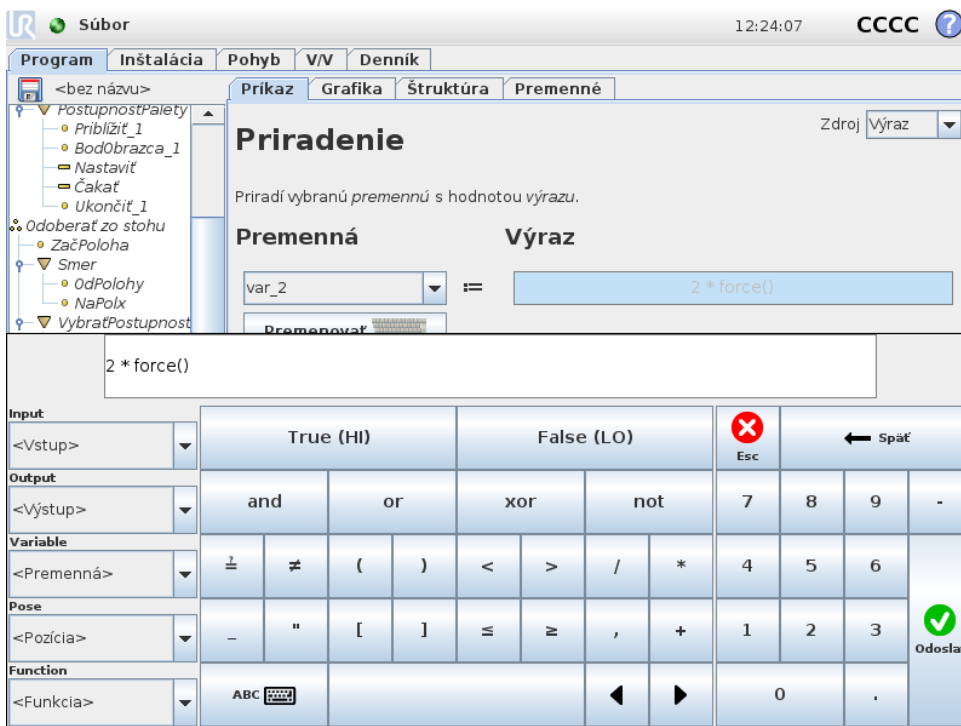 UR Súbor 12:24:07 CCCC ?
Program Inštalácia Pohyb V/V Denník
<bez názvu> Príkaz Grafika Štruktúra Premenné
PostupnosťPalety
Priblížiť_1
BodObrazca_1
Nastaviť
Čakať
Ukončiť_1
Odoberať zo stohu
ZačPoloha
Smer
OdPolohy
NaPolx
VybraťPostupnosť
Priradenie
Zdroj Výraz
Priradí vybranú premennú s hodnotou výrazu.
Premenná Výraz
var_2 := 2 * force()
Premenovať
2 * force()
Input
<Vstup>
Output
<Výstup>
Variable
<Premenná>
Pose
<Pozícia>
Function
<Funkcia>
True (HI) False (LO) Esc Späť
and or xor not 7 8 9 -
≟ ≠ ( ) < > / * 4 5 6
_ " [ ] ≤ ≥ , + 1 2 3 Odoslať
ABC 0 .